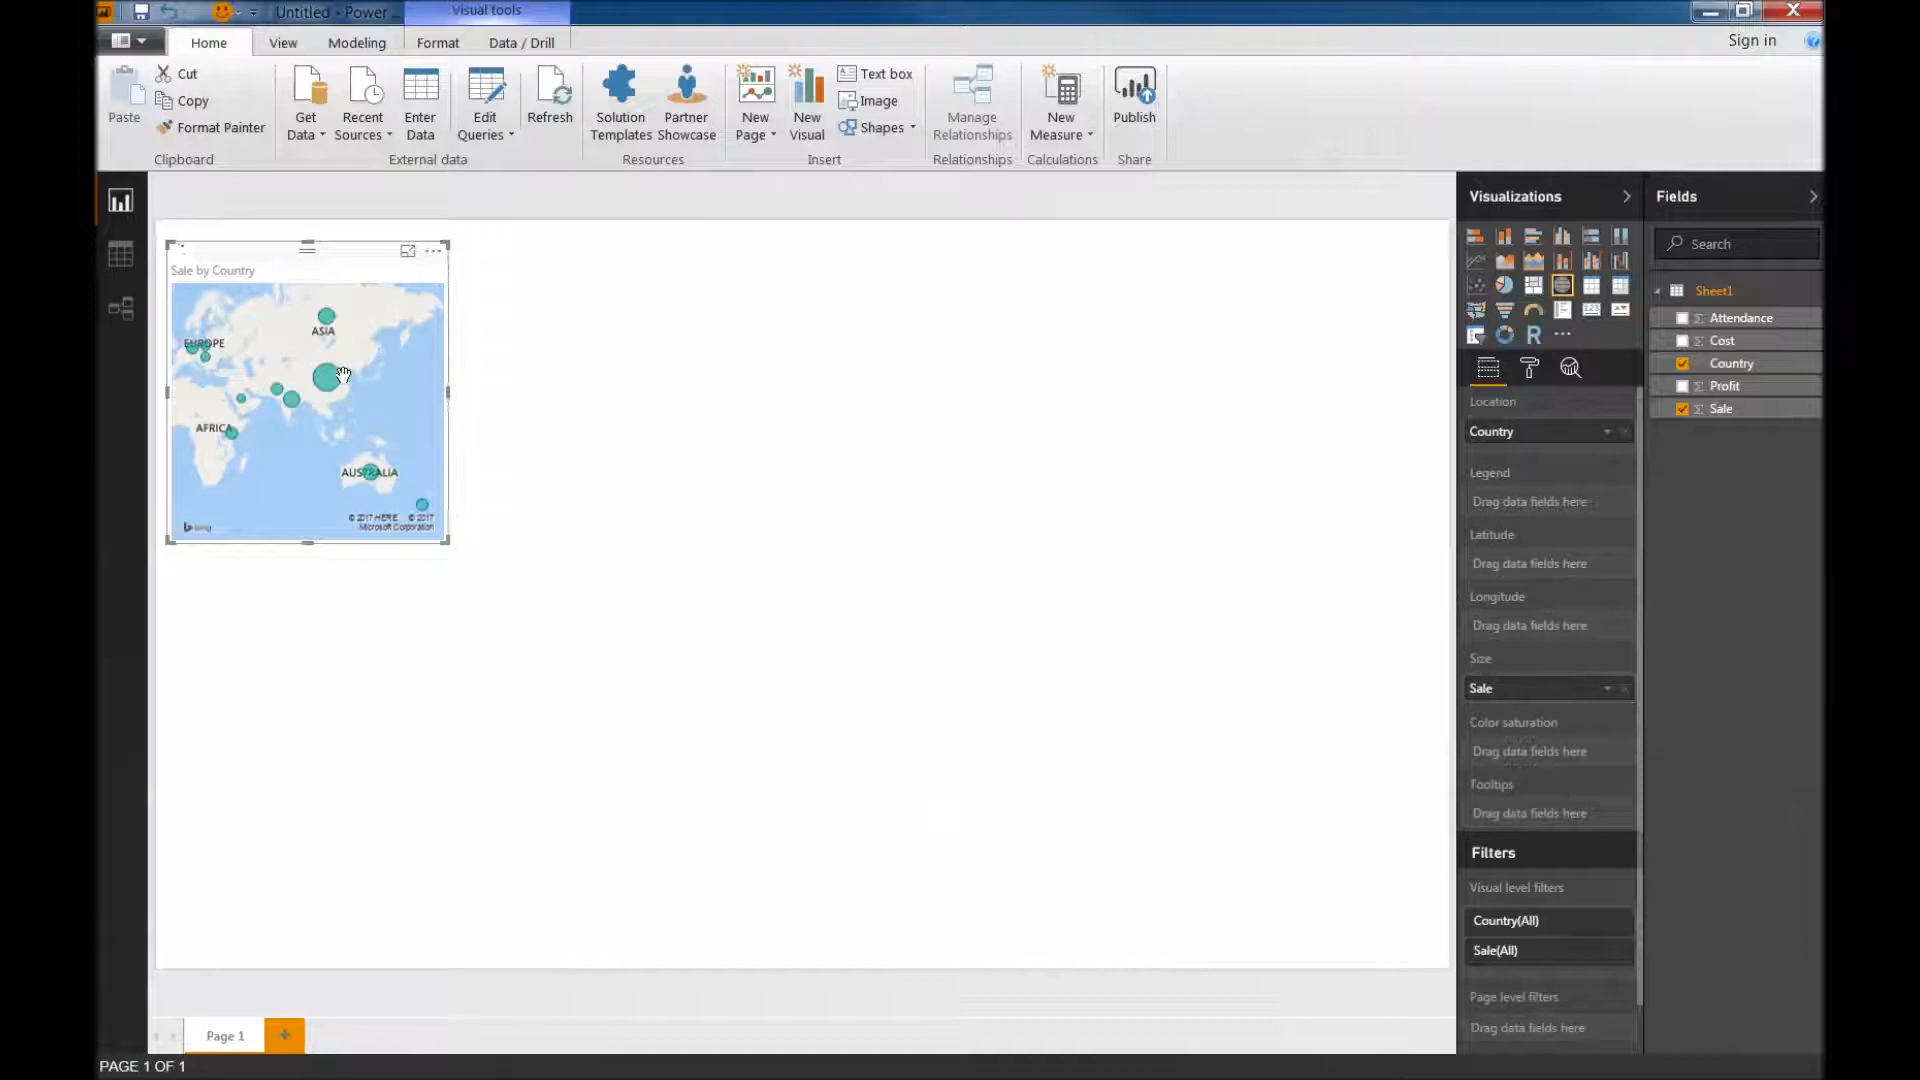 Untitled - Power ...
Visual tools
Home
View
Modeling
Format
Data / Drill
Sign in
Paste
Cut
Copy
Format Painter
Clipboard
Get Data
Recent Sources
Enter Data
Edit Queries
Refresh
External data
Solution Templates
Partner Showcase
Resources
New Page
New Visual
Text box
Image
Shapes
Insert
Manage Relationships
Relationships
New Measure
Calculations
Publish
Share
Sale by Country
ASIA
EUROPE
AFRICA
AUSTRALIA
bing
© 2017 HERE © 2017
Microsoft Corporation
Visualizations
R
Location
Country
Legend
Drag data fields here
Latitude
Drag data fields here
Longitude
Drag data fields here
Size
Sale
Color saturation
Drag data fields here
Tooltips
Drag data fields here
Filters
Visual level filters
Country(All)
Sale(All)
Page level filters
Drag data fields here
Fields
Search
Sheet1
Σ Attendance
Σ Cost
Country
Σ Profit
Σ Sale
Page 1
PAGE 1 OF 1